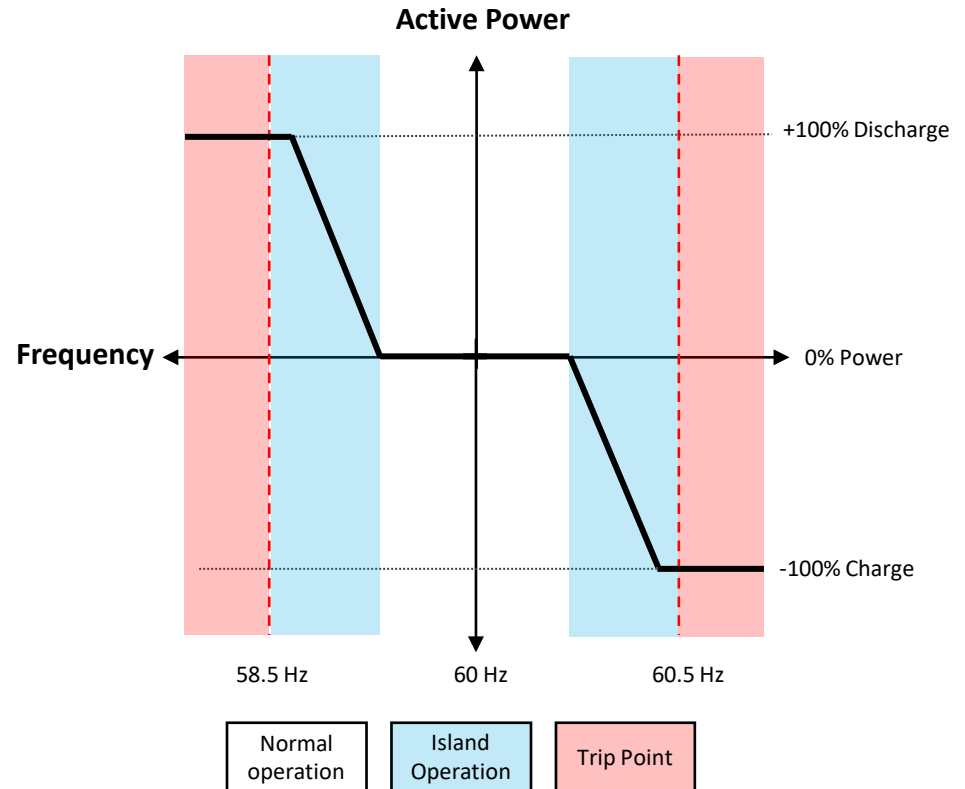 Active Power
+100% Discharge
Frequency
0% Power
-100% Charge
58.5 Hz
60 Hz
60.5 Hz
Normal
operation
Island
Operation
Trip Point